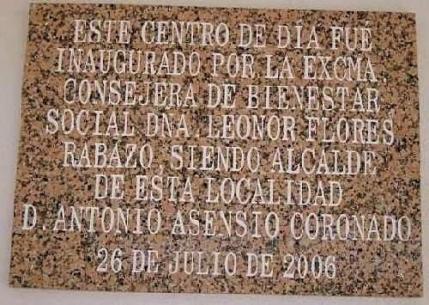 ESTE CENTRO DE DÍA FUÉ
INAUGURADO POR LA EXCMA
CONSEJERA DE BIENESTAR
SOCIAL DNA. LEONOR FLORES
RABAZO, SIENDO ALCALDE
DE ESTA LOCALIDAD
D. ANTONIO ASENSIO CORONADO
26 DE JULIO DE 2006